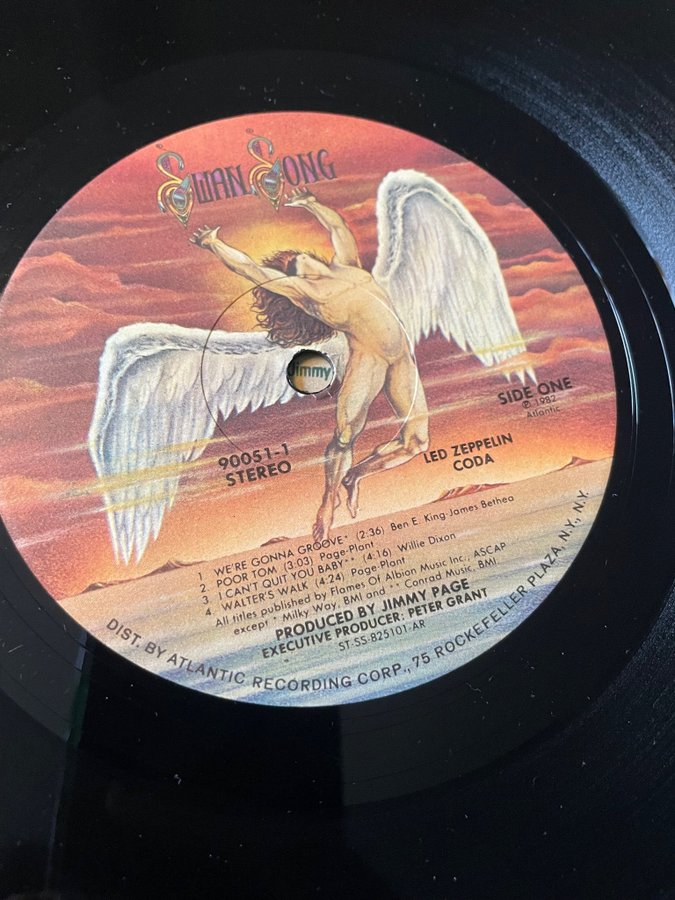 SWAN SONG
Jimmy
SIDE ONE
℗ 1982
Atlantic
90051-1
STEREO
LED ZEPPELIN
CODA
1. WE'RE GONNA GROOVE* (2:36) Ben E. King-James Bethea
2. POOR TOM (3:03) Page-Plant
3. I CAN'T QUIT YOU BABY** (4:16) Willie Dixon
4. WALTER'S WALK (4:24) Page-Plant
All titles published by Flames Of Albion Music Inc., ASCAP
except * Milky Way, BMI and ** Conrad Music, BMI
PRODUCED BY JIMMY PAGE
EXECUTIVE PRODUCER: PETER GRANT
ST-SS-825101-AR
DIST. BY ATLANTIC RECORDING CORP., 75 ROCKEFELLER PLAZA, N.Y., N.Y.